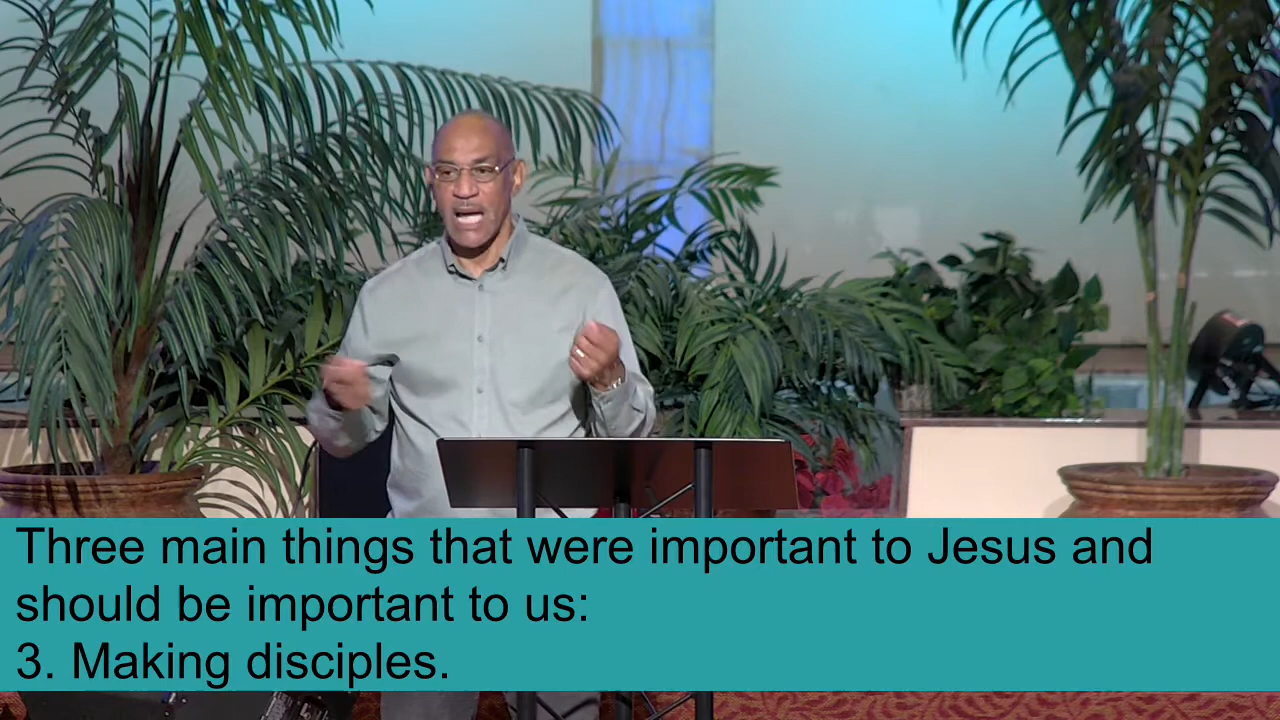 Three main things that were important to Jesus and
should be important to us:
3. Making disciples.